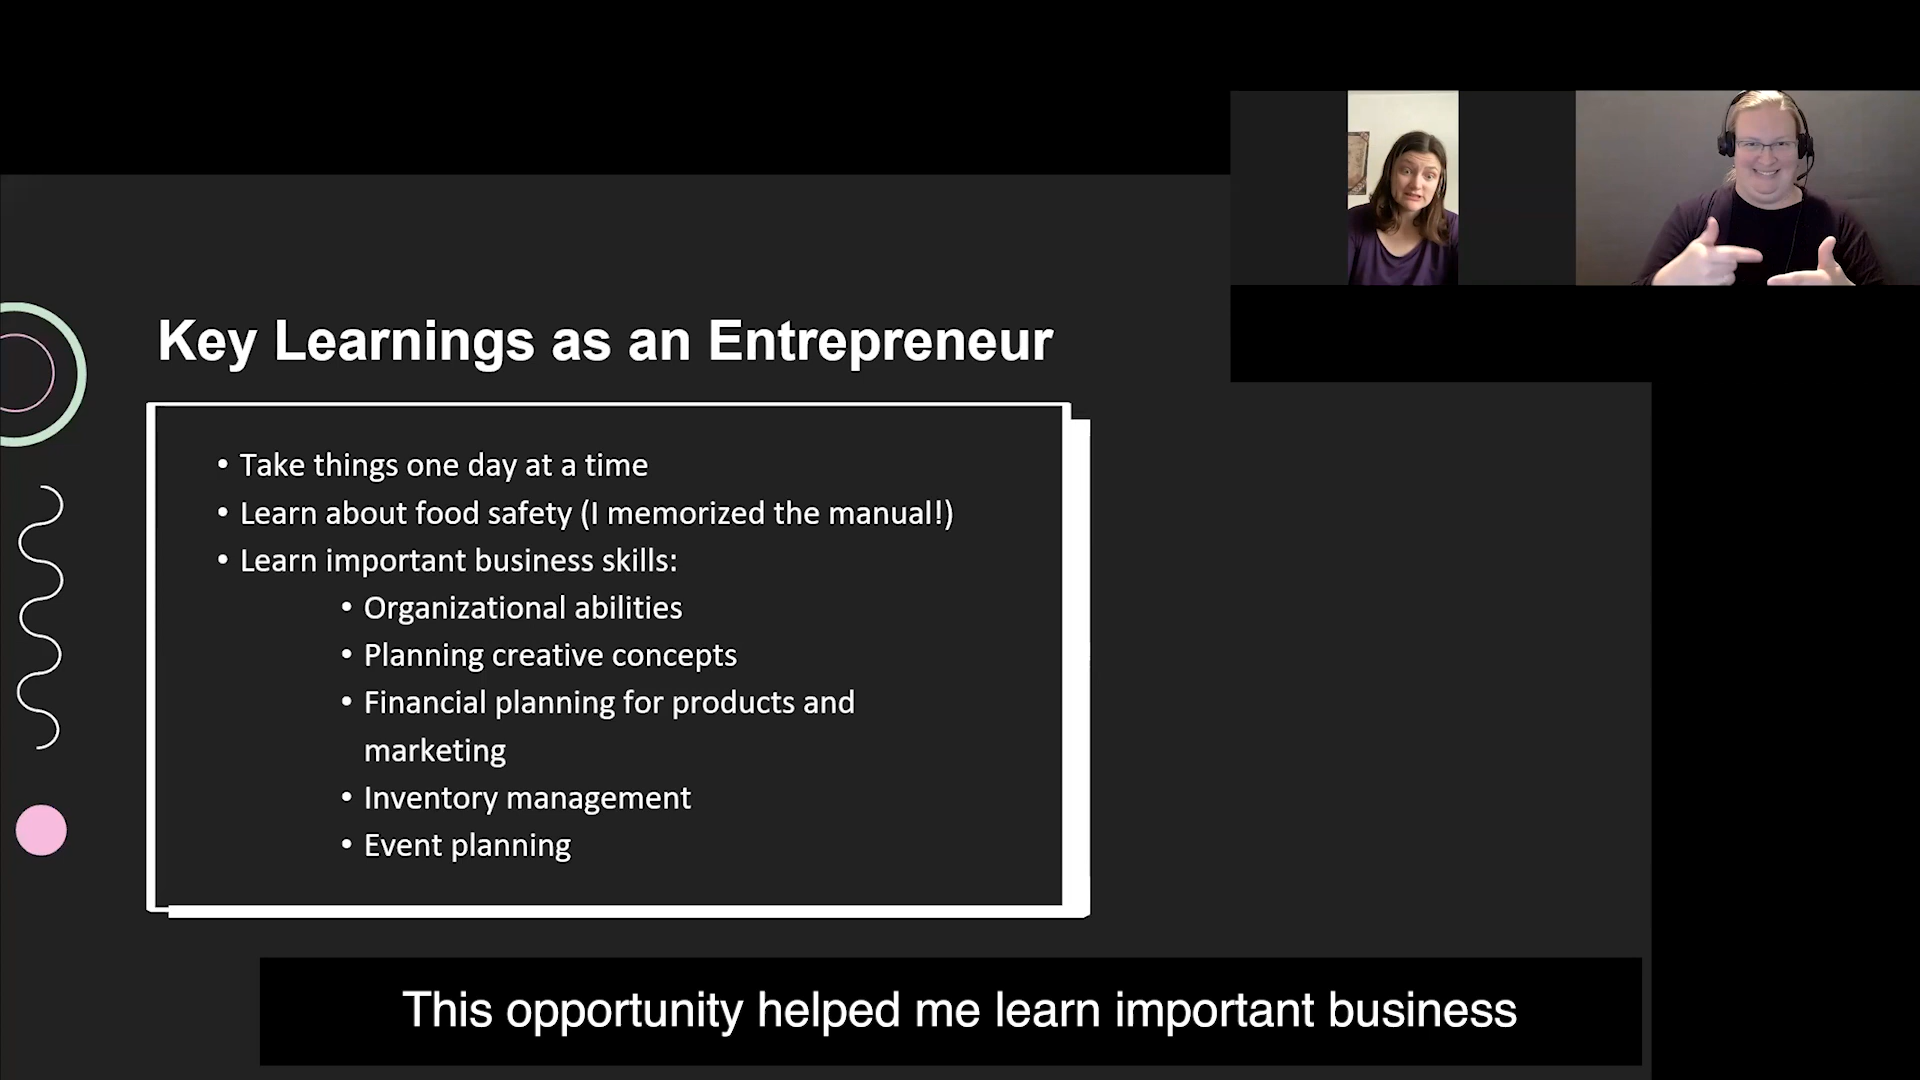 Key Learnings as an Entrepreneur
• Take things one day at a time
• Learn about food safety (I memorized the manual!)
• Learn important business skills:
• Organizational abilities
• Planning creative concepts
• Financial planning for products and
marketing
• Inventory management
• Event planning
This opportunity helped me learn important business